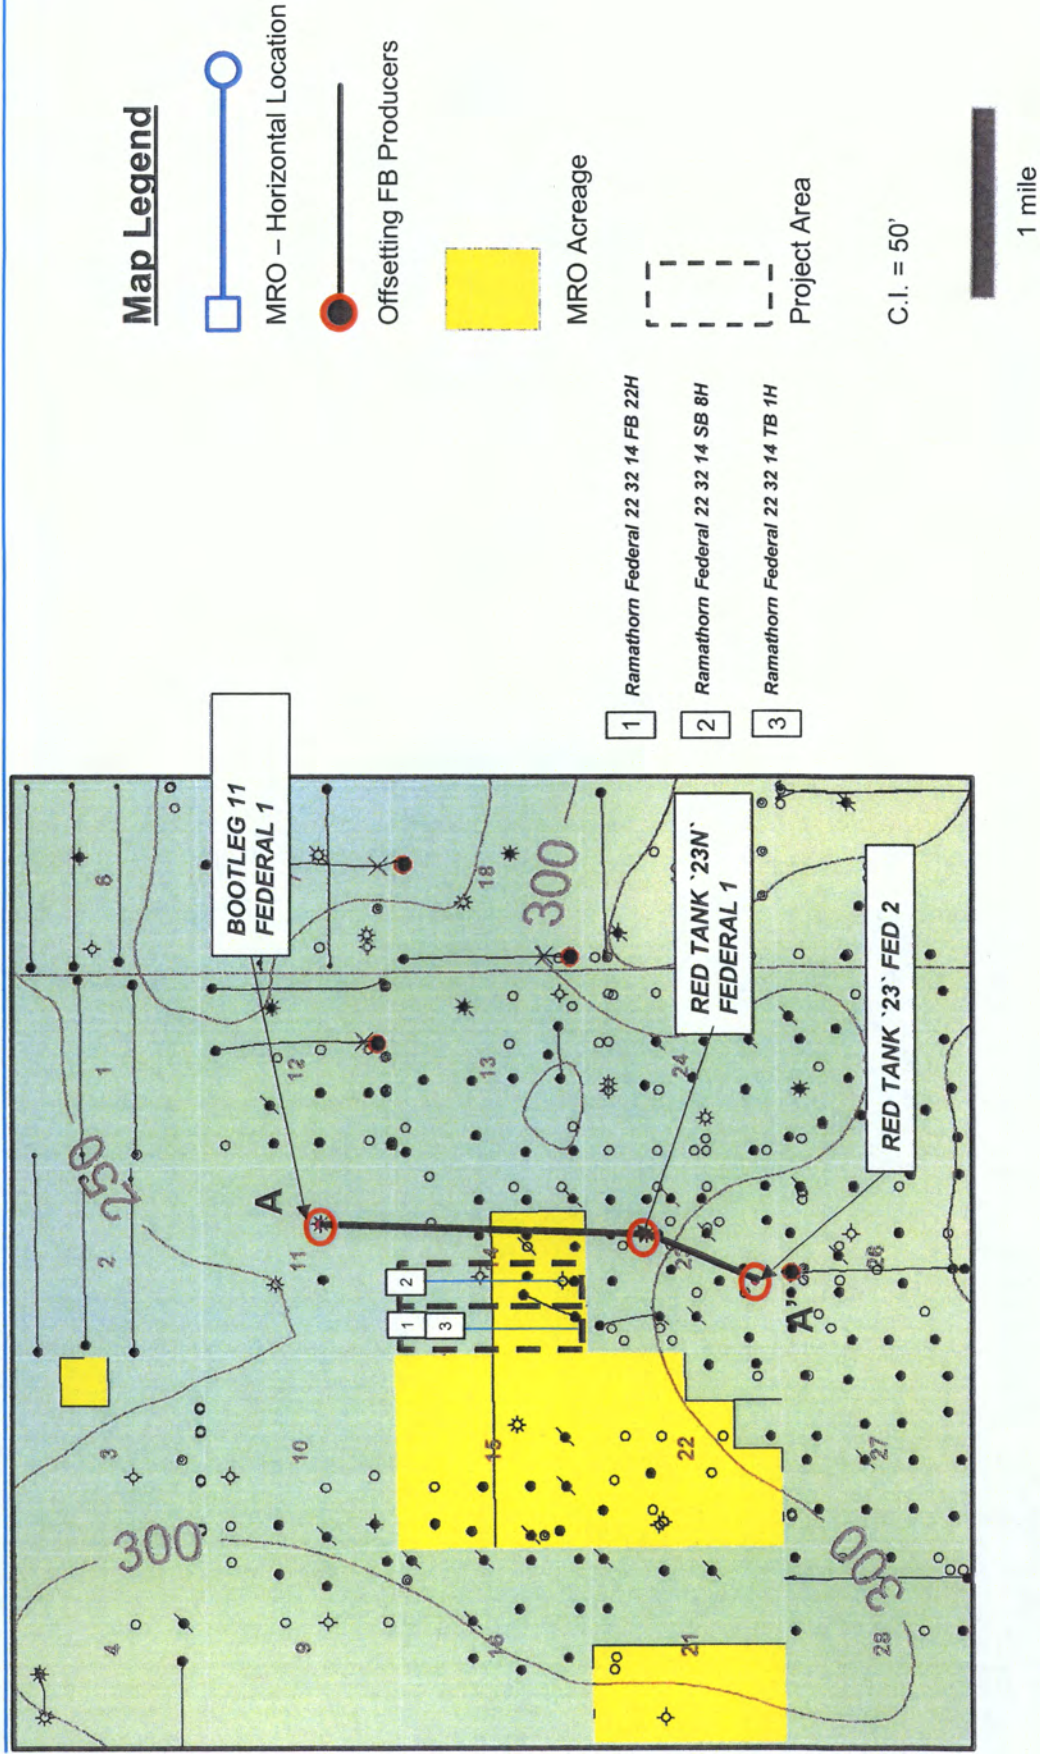 Map Legend
MRO – Horizontal Location
Offsetting FB Producers
MRO Acreage
Project Area
C.I. = 50'
1 mile
1 Ramathorn Federal 22 32 14 FB 22H
2 Ramathorn Federal 22 32 14 SB 8H
3 Ramathorn Federal 22 32 14 TB 1H
BOOTLEG 11
FEDERAL 1
RED TANK `23N`
FEDERAL 1
RED TANK `23` FED 2
A
A'
250
300
300
300
4
3
2
1
6
9
10
11
12
16
15
14
13
18
21
22
23
24
28
27
26
1
2
3